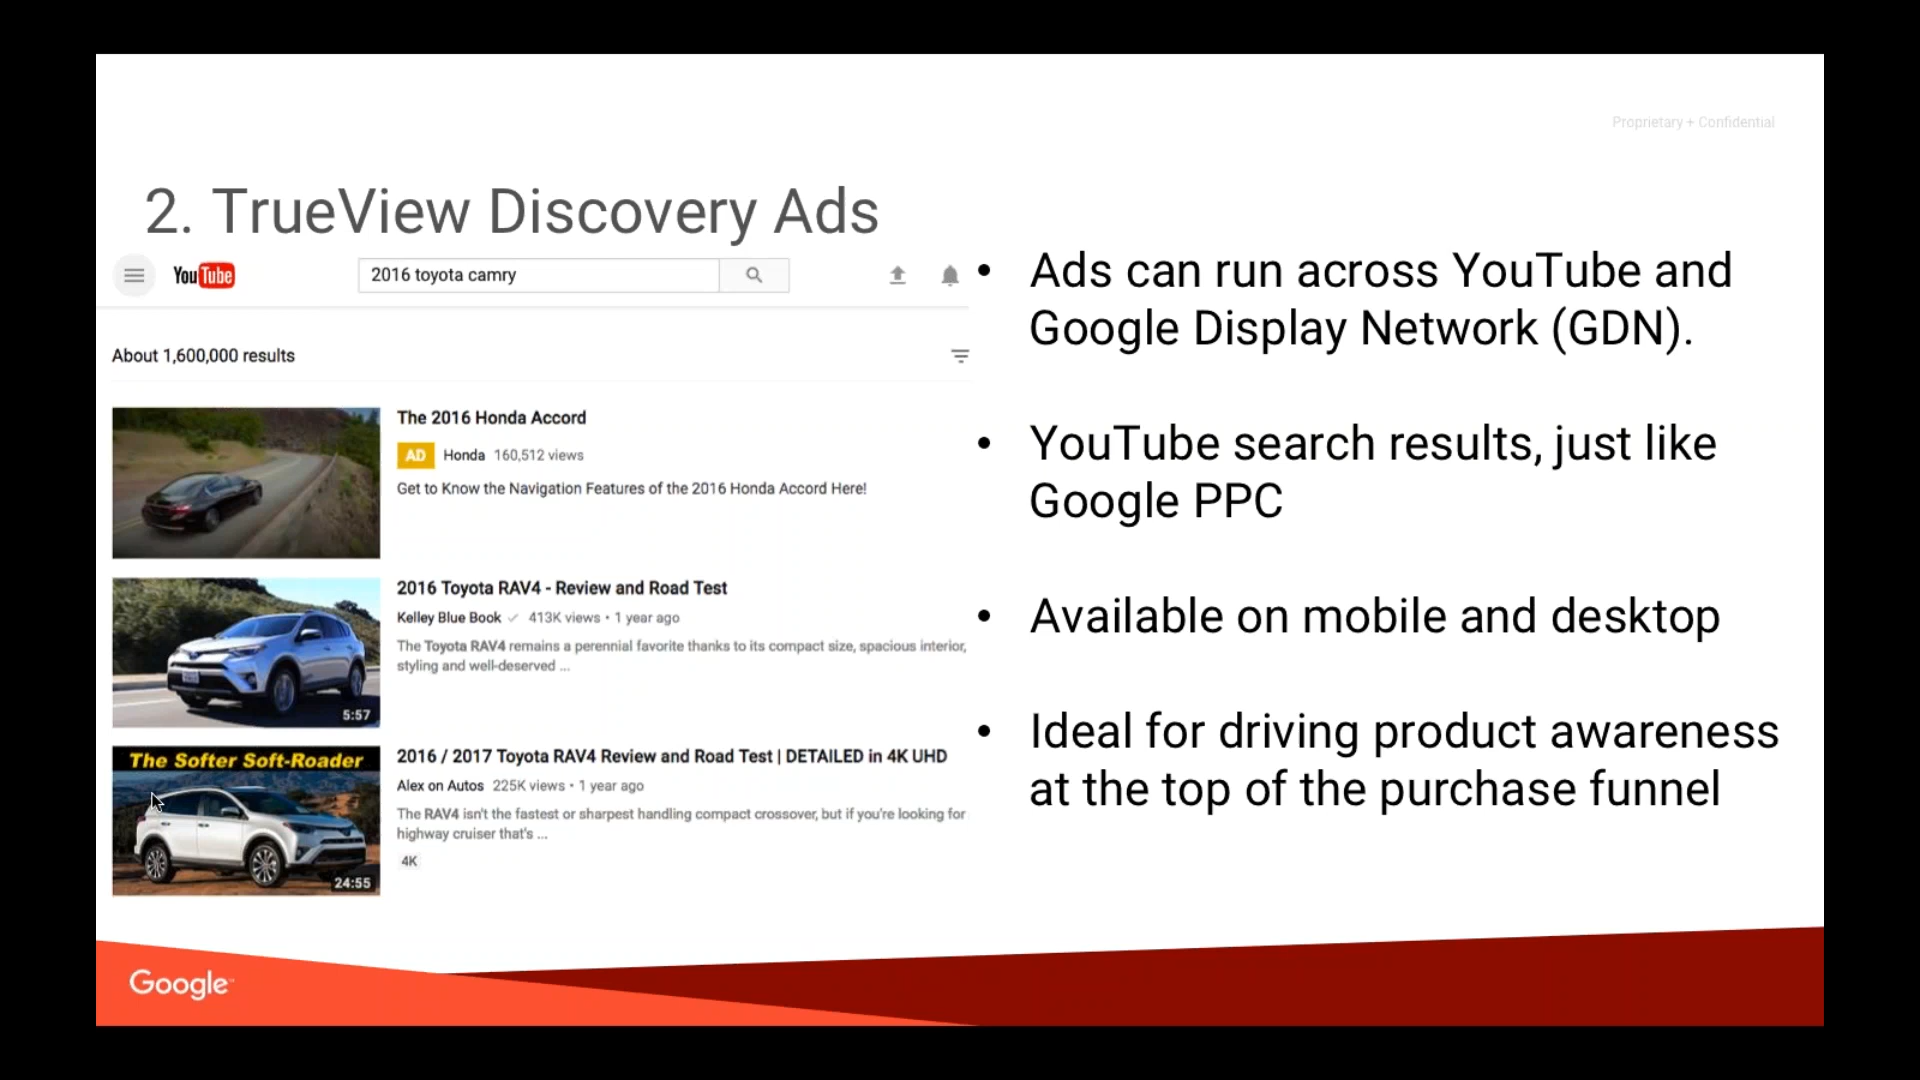 Proprietary + Confidential
2. TrueView Discovery Ads
YouTube
2016 toyota camry
About 1,600,000 results
The 2016 Honda Accord
AD Honda 160,512 views
Get to Know the Navigation Features of the 2016 Honda Accord Here!
2016 Toyota RAV4 - Review and Road Test
Kelley Blue Book ✓ 413K views • 1 year ago
The Toyota RAV4 remains a perennial favorite thanks to its compact size, spacious interior,
styling and well-deserved ...
5:57
The Softer Soft-Roader
2016 / 2017 Toyota RAV4 Review and Road Test | DETAILED in 4K UHD
Alex on Autos 225K views • 1 year ago
The RAV4 isn't the fastest or sharpest handling compact crossover, but if you're looking for
highway cruiser that's ...
4K
24:55
• Ads can run across YouTube and
Google Display Network (GDN).
• YouTube search results, just like
Google PPC
• Available on mobile and desktop
• Ideal for driving product awareness
at the top of the purchase funnel
Google